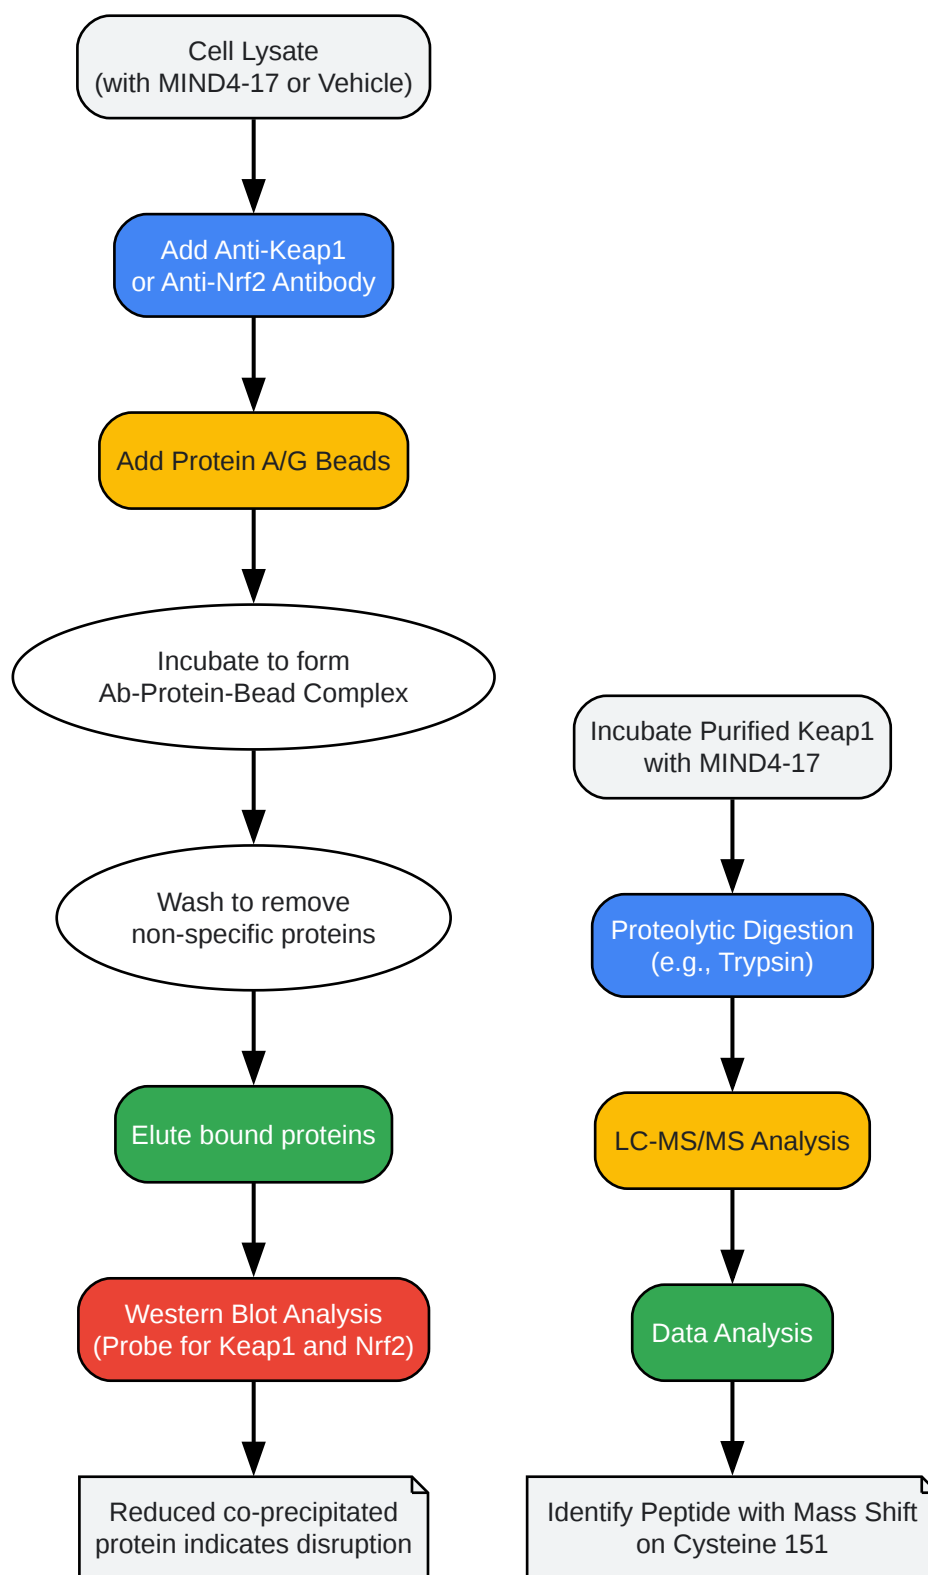 Cell Lysate
(with MIND4-17 or Vehicle)
Add Anti-Keap1
or Anti-Nrf2 Antibody
Add Protein A/G Beads
Incubate to form
Ab-Protein-Bead Complex
Wash to remove
non-specific proteins
Elute bound proteins
Western Blot Analysis
(Probe for Keap1 and Nrf2)
Reduced co-precipitated
protein indicates disruption
Incubate Purified Keap1
with MIND4-17
Proteolytic Digestion
(e.g., Trypsin)
LC-MS/MS Analysis
Data Analysis
Identify Peptide with Mass Shift
on Cysteine 151